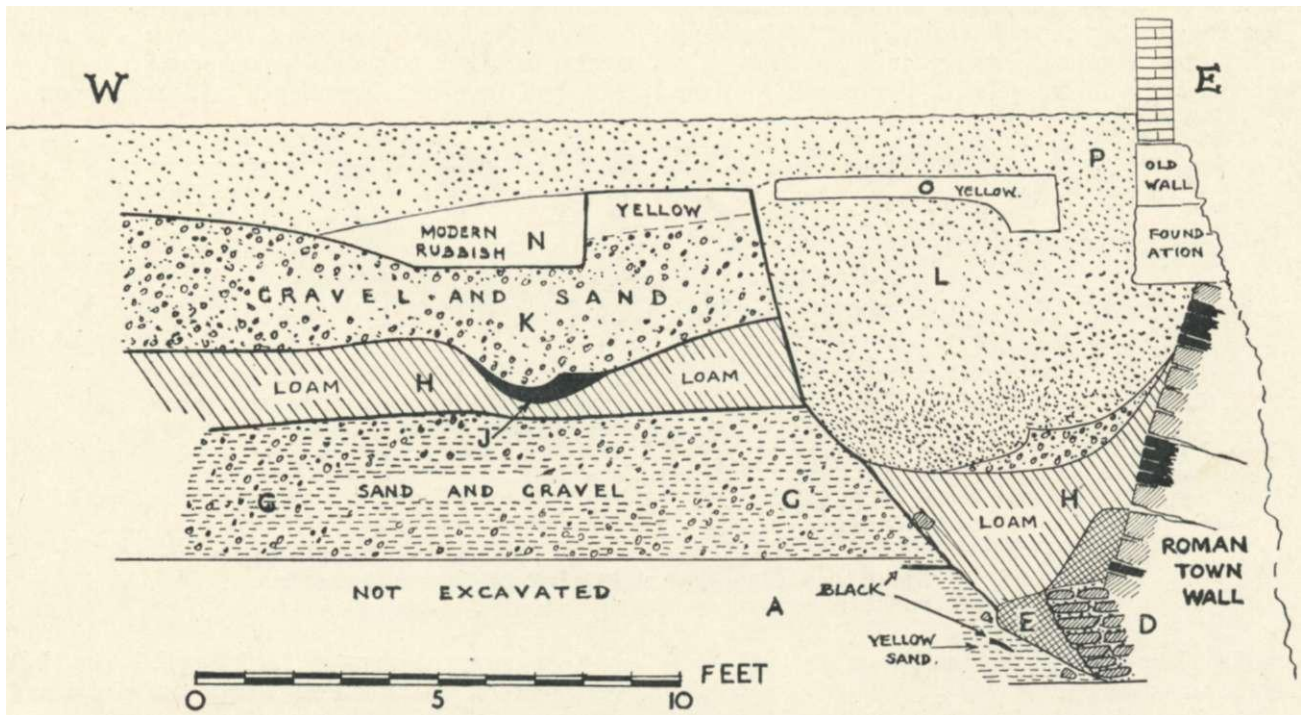 W
E
P
OLD
WALL
O YELLOW.
YELLOW
MODERN
RUBBISH N
FOUND
ATION
L
GRAVEL AND SAND
K
LOAM H LOAM
J
G SAND AND GRAVEL G
H
LOAM
ROMAN
TOWN
WALL
NOT EXCAVATED
BLACK
A
E
D
YELLOW
SAND.
FEET
0 5 10